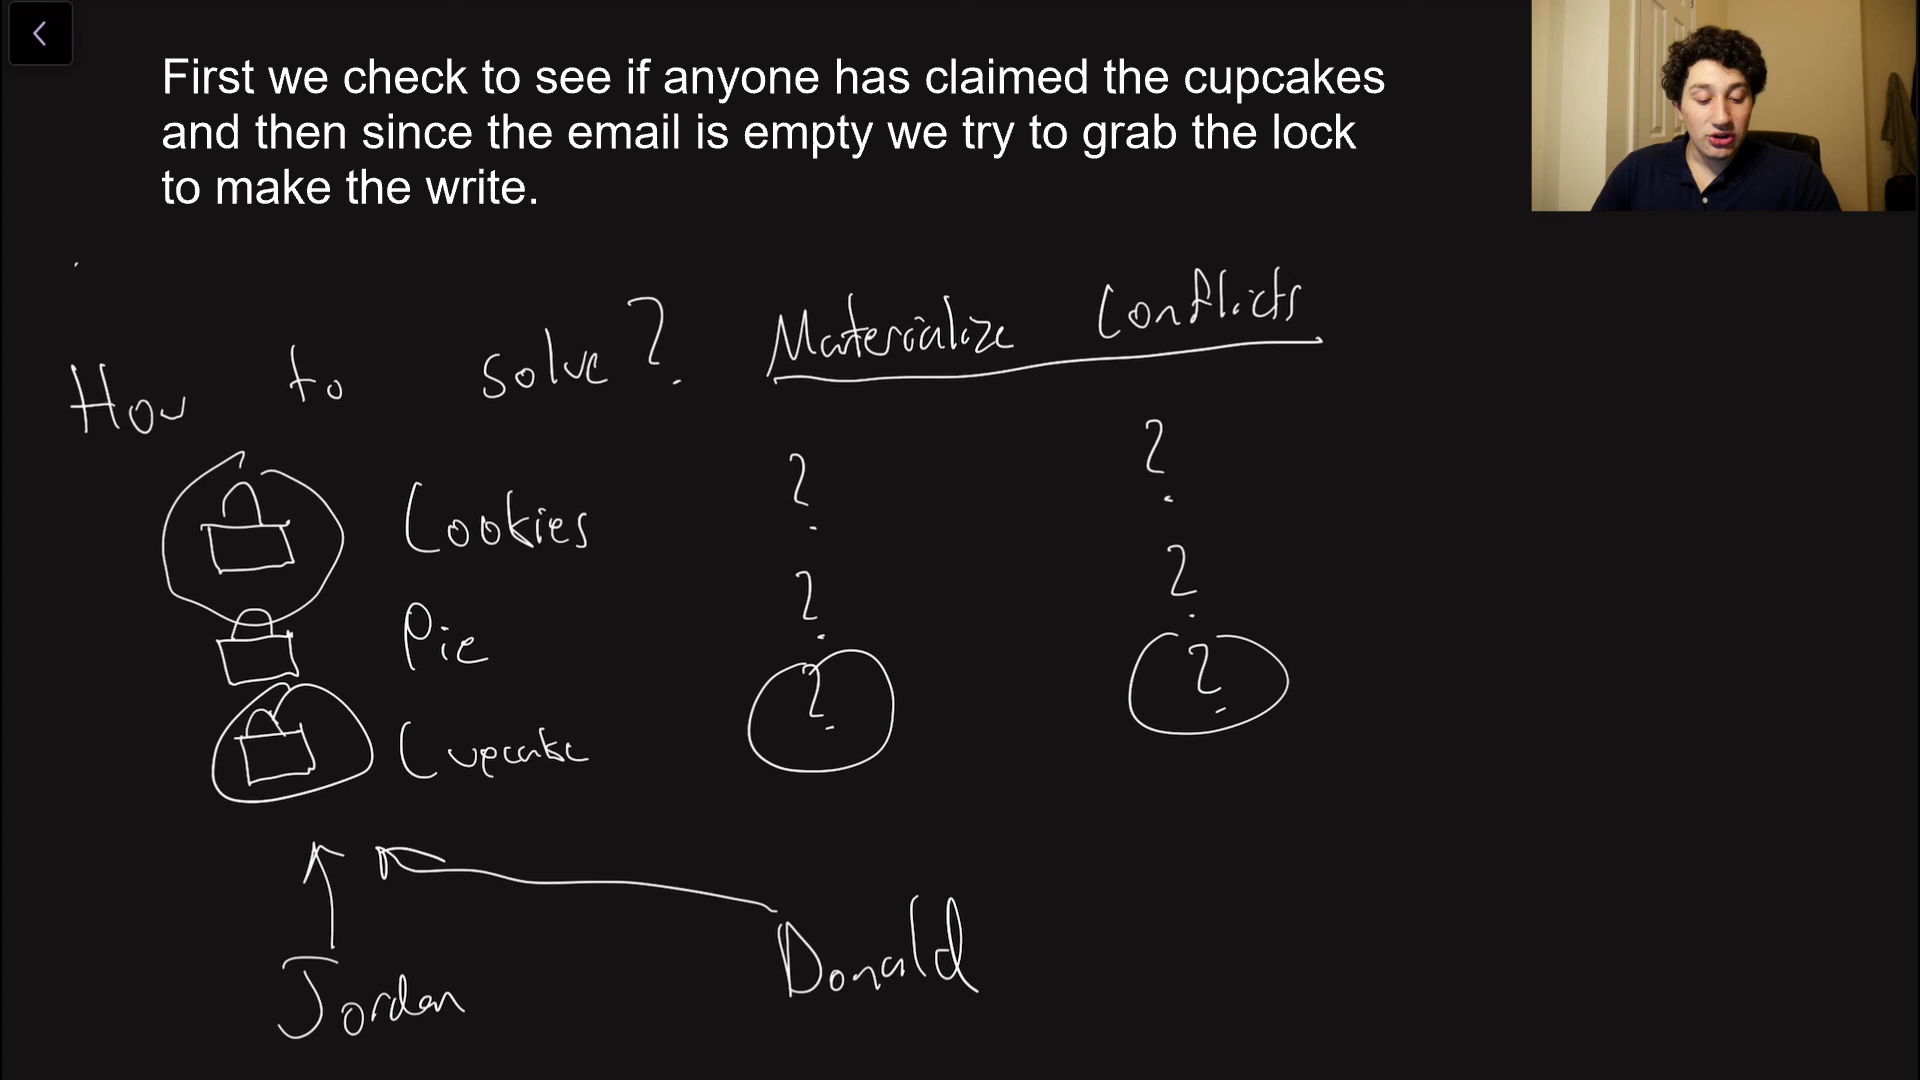 First we check to see if anyone has claimed the cupcakes
and then since the email is empty we try to grab the lock
to make the write.
How to solve? Materialize Conflicts
Cookies ? ?
Pie ? ?
Cupcake ? ?
Jordan Donald